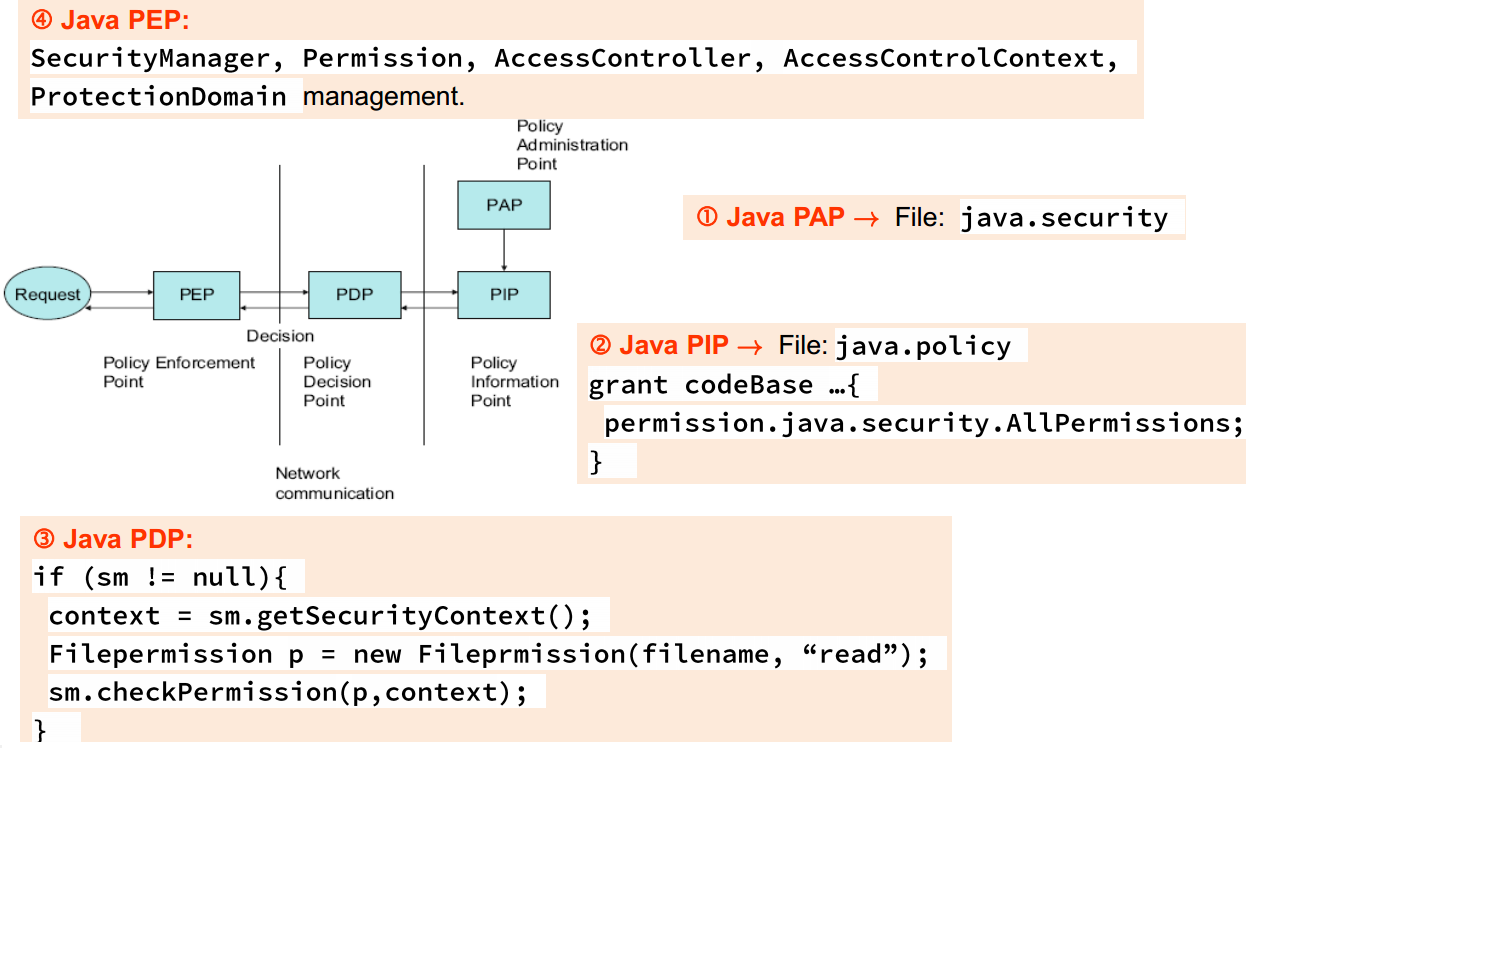 ④ Java PEP:
SecurityManager, Permission, AccessController, AccessControlContext,
ProtectionDomain management.
Policy
Administration
Point
PAP
① Java PAP → File: java.security
Request
PEP
PDP
PIP
Decision
Policy Enforcement
Point
Policy
Decision
Point
Policy
Information
Point
Network
communication
② Java PIP → File: java.policy
grant codeBase …{
permission.java.security.AllPermissions;
}
③ Java PDP:
if (sm != null){
context = sm.getSecurityContext();
Filepermission p = new Fileprmission(filename, “read”);
sm.checkPermission(p,context);
}